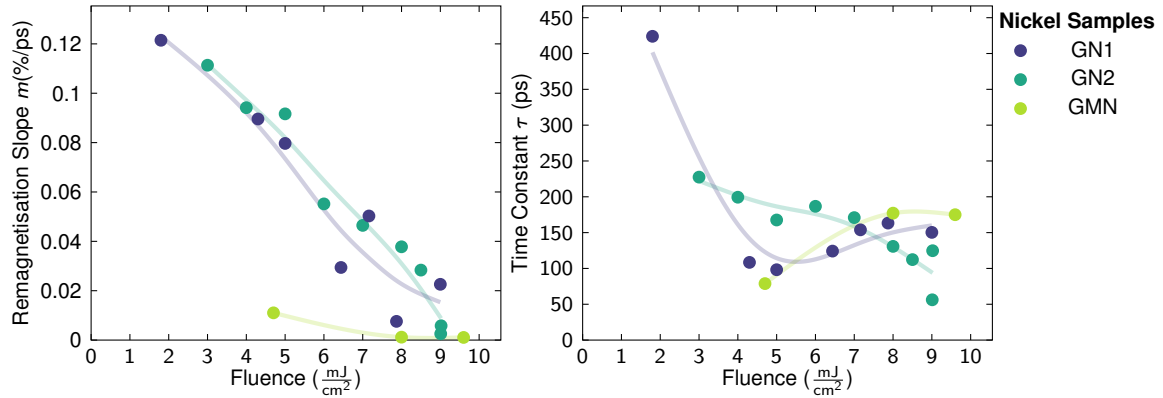 Remagnetisation Slope m(%/ps)
0.12
0.1
0.08
0.06
0.04
0.02
0
0 1 2 3 4 5 6 7 8 9 10
Fluence (mJ/cm²)
Time Constant τ (ps)
450
400
350
300
250
200
150
100
50
0
0 1 2 3 4 5 6 7 8 9 10
Fluence (mJ/cm²)
Nickel Samples
GN1
GN2
GMN